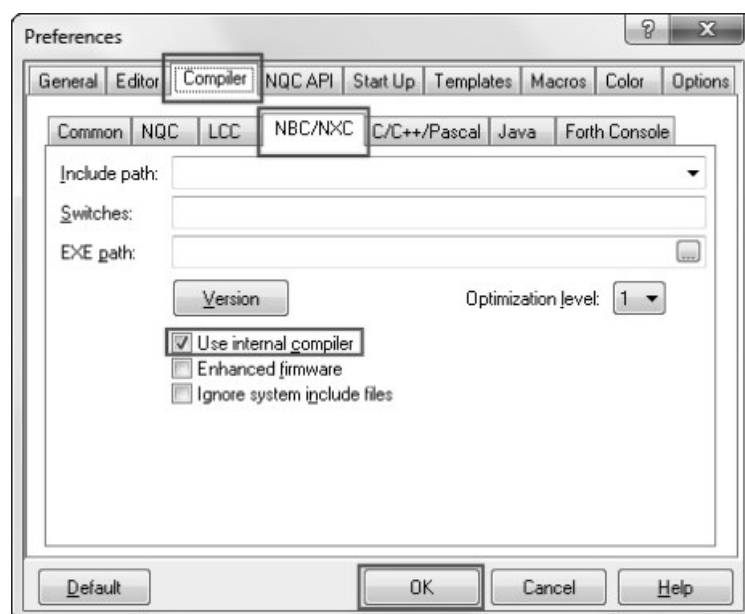 Preferences
General Editor Compiler NQC API Start Up Templates Macros Color Options
Common NQC LCC NBC/NXC C/C++/Pascal Java Forth Console
Include path:
Switches:
EXE path: ...
Version Optimization level: 1
Use internal compiler
Enhanced firmware
Ignore system include files
Default OK Cancel Help